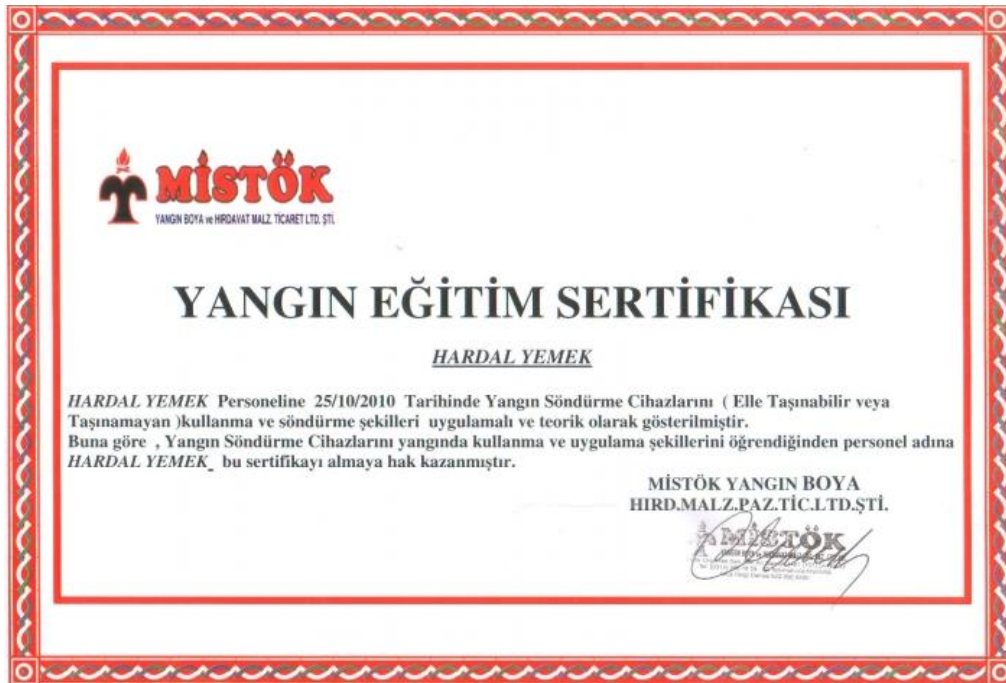 MİSTÖK
YANGIN BOYA ve HIRDAVAT MALZ. TİCARET LTD. ŞTİ.
YANGIN EĞİTİM SERTİFİKASI
HARDAL YEMEK
HARDAL YEMEK Personeline 25/10/2010 Tarihinde Yangın Söndürme Cihazlarını ( Elle Taşınabilir veya
Taşınamayan )kullanma ve söndürme şekilleri uygulamalı ve teorik olarak gösterilmiştir.
Buna göre , Yangın Söndürme Cihazlarını yangında kullanma ve uygulama şekillerini öğrendiğinden personel adına
HARDAL YEMEK_ bu sertifikayı almaya hak kazanmıştır.
MİSTÖK YANGIN BOYA
HIRD.MALZ.PAZ.TİC.LTD.ŞTİ.
MİSTÖK